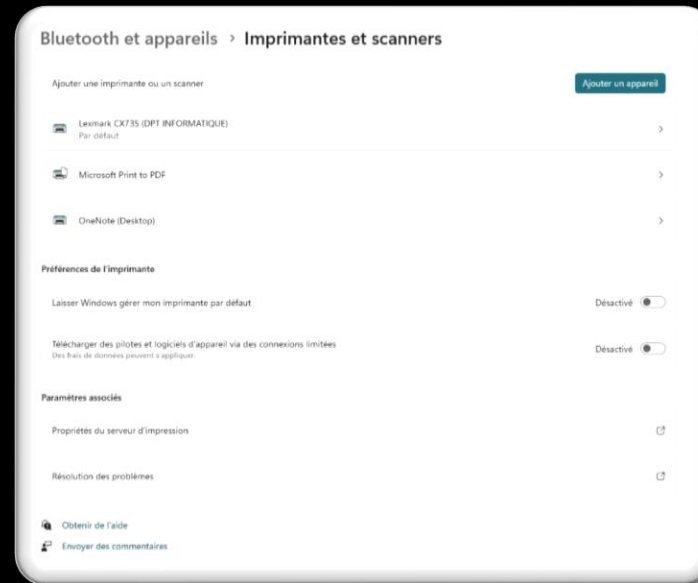 Bluetooth et appareils > Imprimantes et scanners
Ajouter une imprimante ou un scanner
Ajouter un appareil
Lexmark CX735 (DPT INFORMATIQUE)
Par défaut
Microsoft Print to PDF
OneNote (Desktop)
Préférences de l'imprimante
Laisser Windows gérer mon imprimante par défaut
Désactivé
Télécharger des pilotes et logiciels d'appareil via des connexions limitées
Désactivé
Des frais de données peuvent s'appliquer.
Paramètres associés
Propriétés du serveur d'impression
Résolution des problèmes
Obtenir de l'aide
Envoyer des commentaires